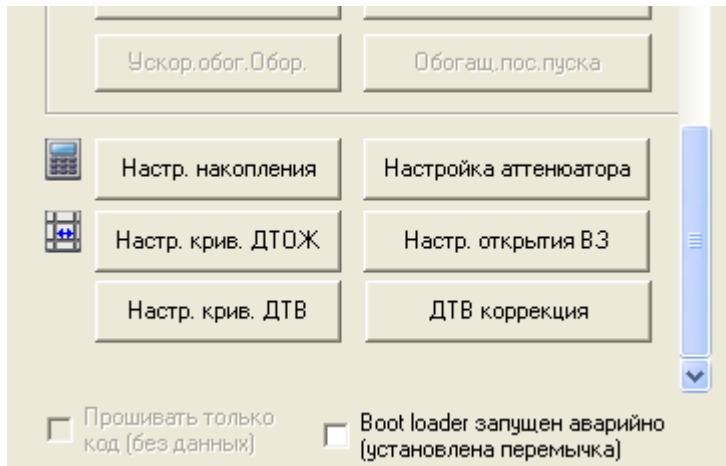 Ускор.обог.Обор.
Обогащ.пос.пуска
Настр. накопления
Настройка аттенюатора
Настр. крив. ДТОЖ
Настр. открытия ВЗ
Настр. крив. ДТВ
ДТВ коррекция
Прошивать только
код (без данных)
Boot loader запущен аварийно
(установлена перемычка)